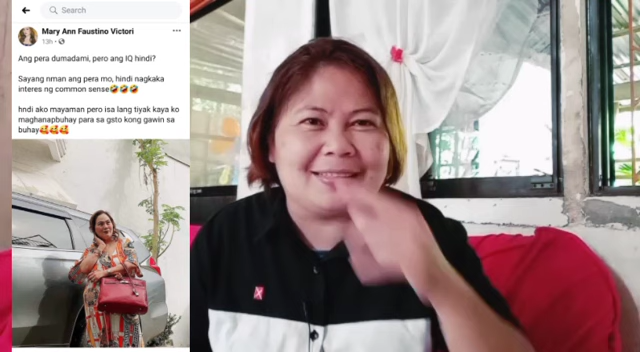 Search
Mary Ann Faustino Victori
13h
Ang pera dumadami, pero ang IQ hindi?
Sayang nman ang pera mo, hindi nagkaka
interes ng common sense🤣🤣🤣
hndi ako mayaman pero isa lang tiyak kaya ko
maghanapbuhay para sa gsto kong gawin sa
buhay🥰🥰🥰